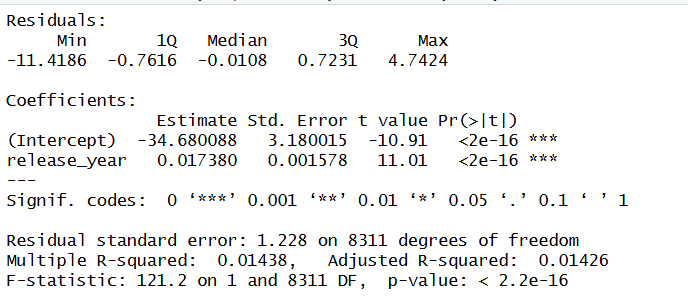 Residuals:
     Min       1Q   Median       3Q      Max
-11.4186  -0.7616  -0.0108   0.7231   4.7424
Coefficients:
               Estimate Std. Error t value Pr(>|t|)
(Intercept)  -34.680088   3.180015  -10.91   <2e-16 ***
release_year   0.017380   0.001578   11.01   <2e-16 ***
---
Signif. codes:  0 ‘***’ 0.001 ‘**’ 0.01 ‘*’ 0.05 ‘.’ 0.1 ‘ ’ 1
Residual standard error: 1.228 on 8311 degrees of freedom
Multiple R-squared:  0.01438,   Adjusted R-squared:  0.01426
F-statistic: 121.2 on 1 and 8311 DF,  p-value: < 2.2e-16